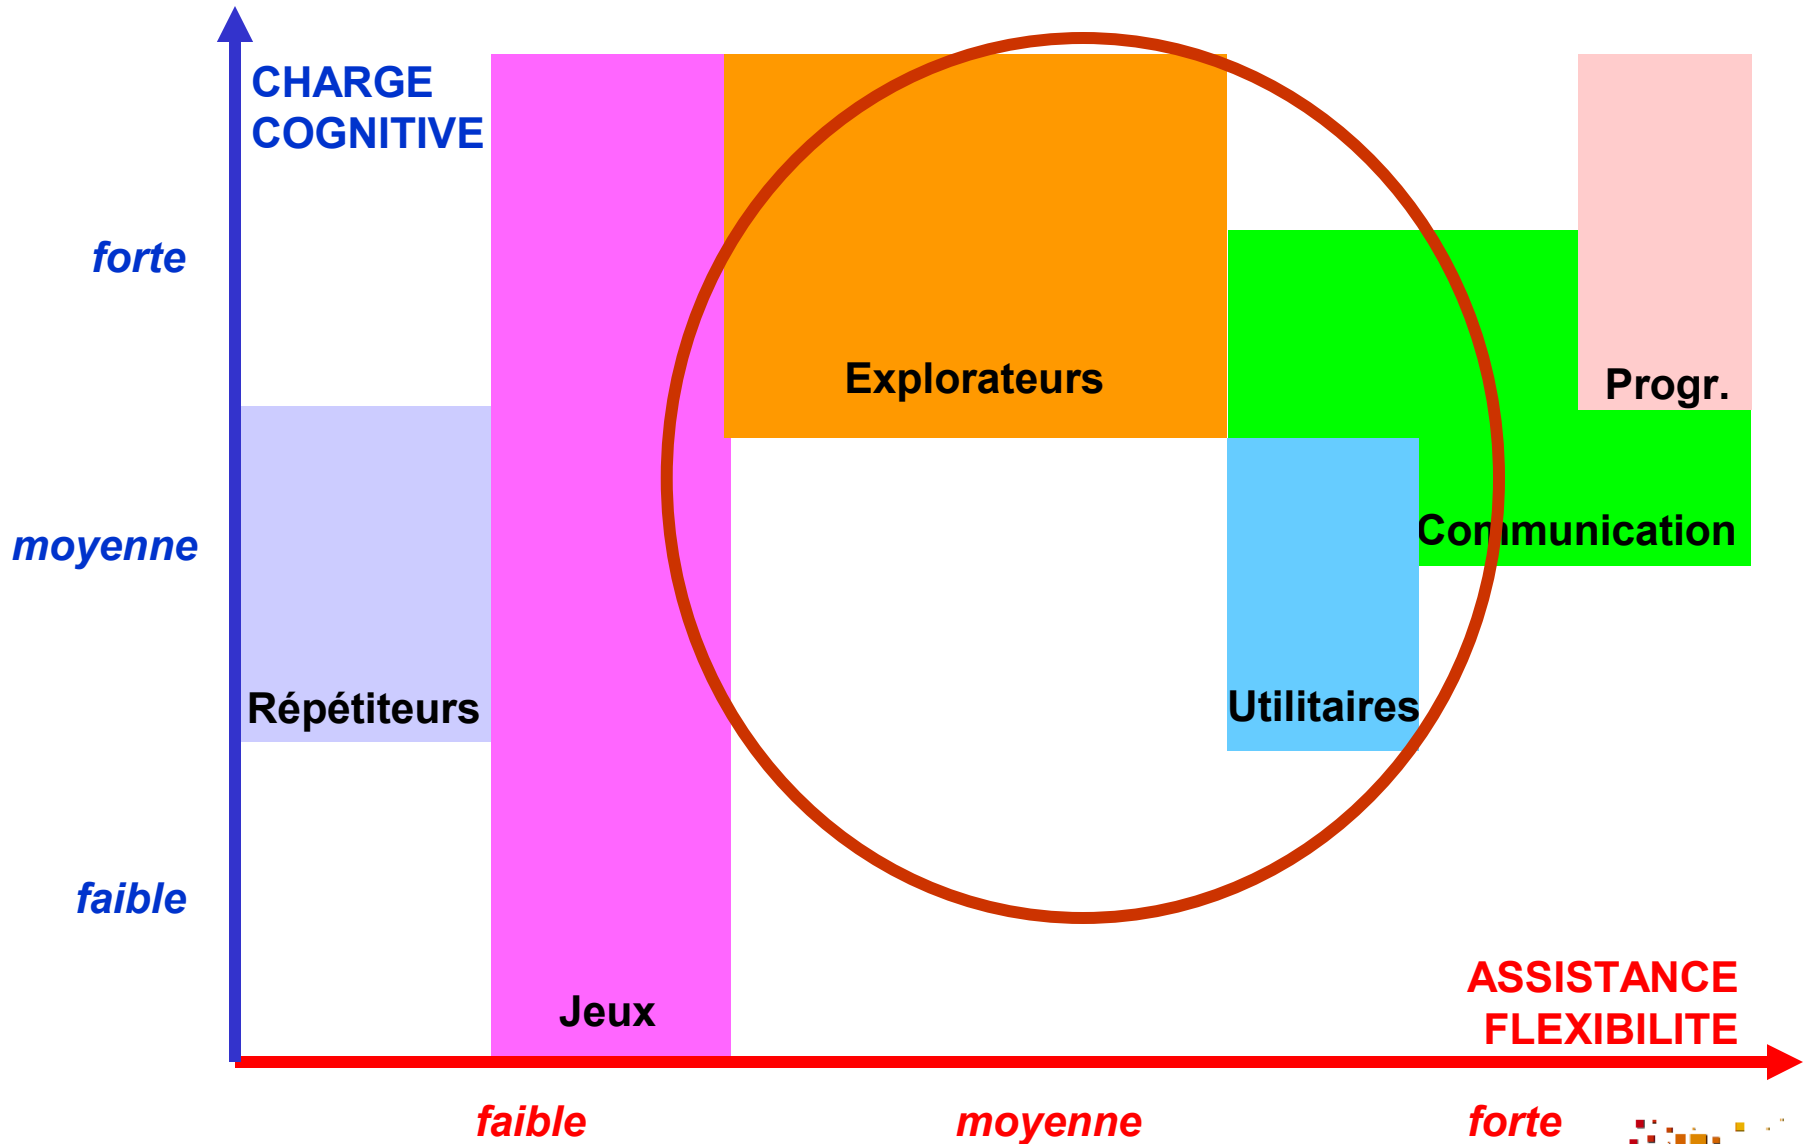 CHARGE
COGNITIVE
forte
Explorateurs
Progr.
moyenne
Communication
Répétiteurs
Utilitaires
faible
ASSISTANCE
FLEXIBILITE
Jeux
faible
moyenne
forte